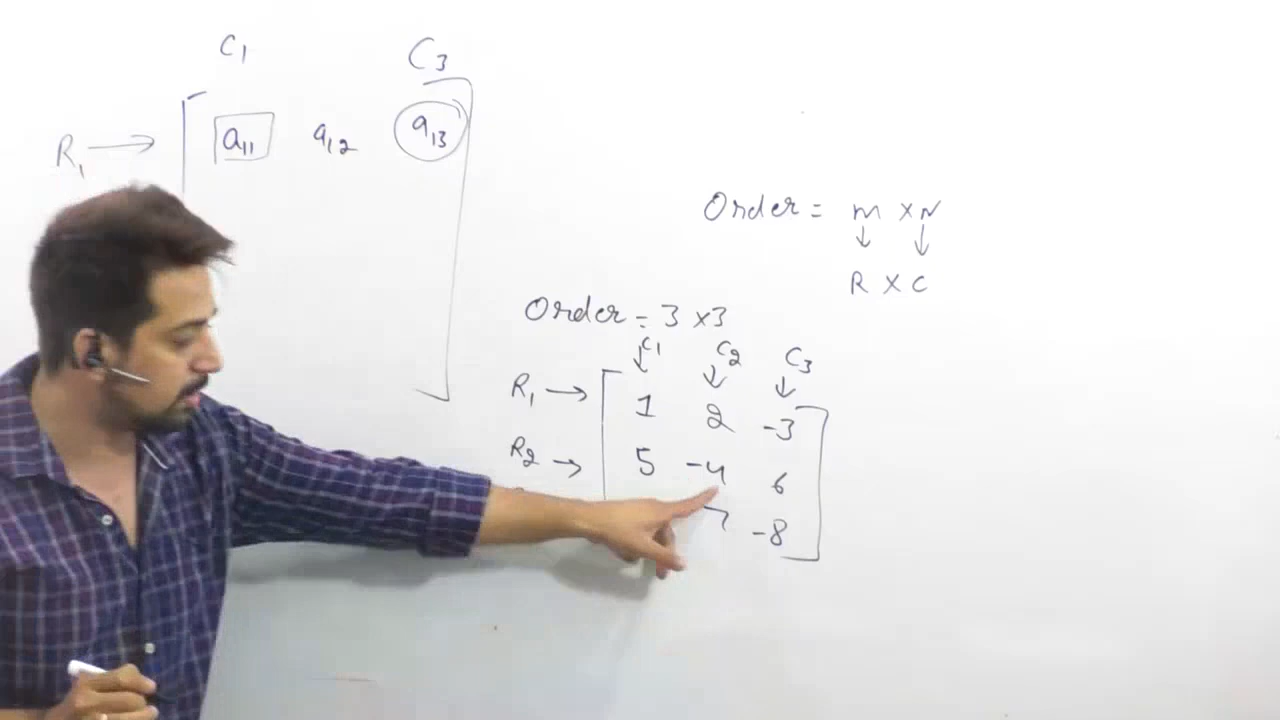 C₁ C₃
R₁ → a₁₁ a₁₂ a₁₃
Order = m × N
↓ ↓
R × C
Order = 3 × 3
C₁ C₂ C₃
↓ ↓ ↓
R₁ → 1 2 -3
R₂ → 5 -4 6
7 -8